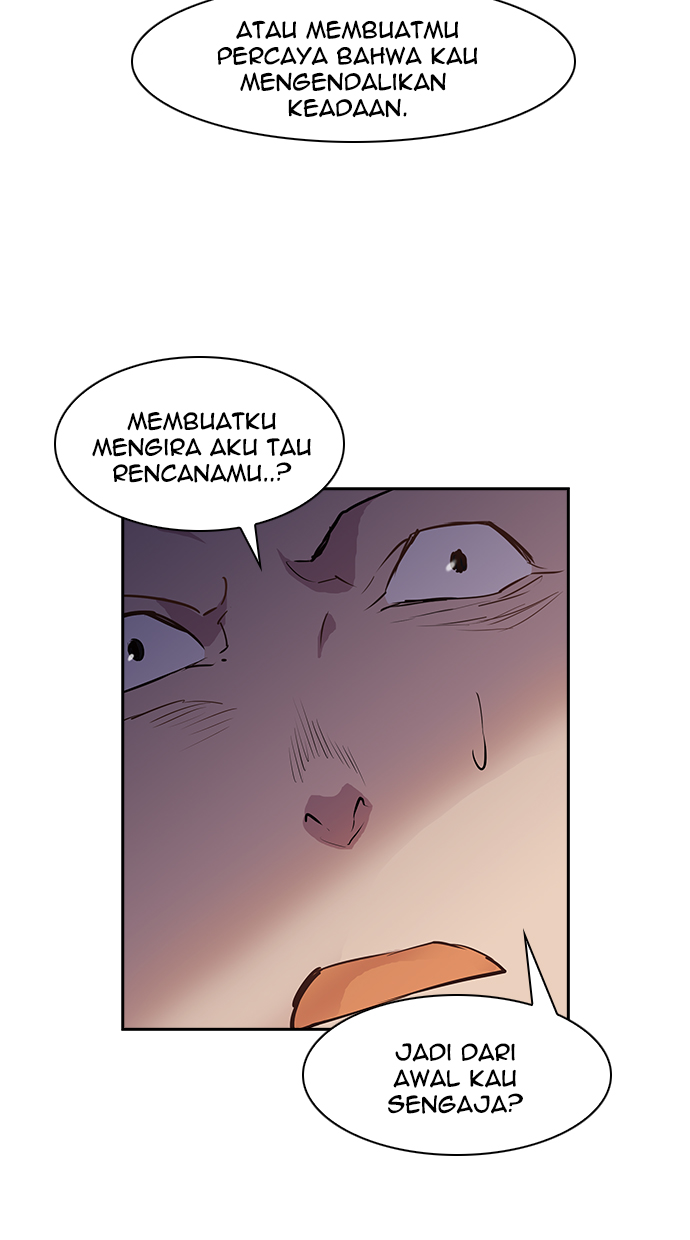 ATAU MEMBUATMU
PERCAYA BAHWA KAU
MENGENDALIKAN
KEADAAN.
MEMBUATKU
MENGIRA AKU TAU
RENCANAMU..?
JADI DARI
AWAL KAU
SENGAJA?